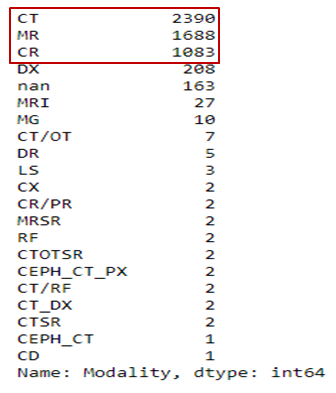 CT 2390
MR 1688
CR 1083
DX 208
nan 163
MRI 27
MG 10
CT/OT 7
DR 5
LS 3
CX 2
CR/PR 2
MRSR 2
RF 2
CTOTSR 2
CEPH_CT_PX 2
CT/RF 2
CT_DX 2
CTSR 2
CEPH_CT 1
CD 1
Name: Modality, dtype: int64